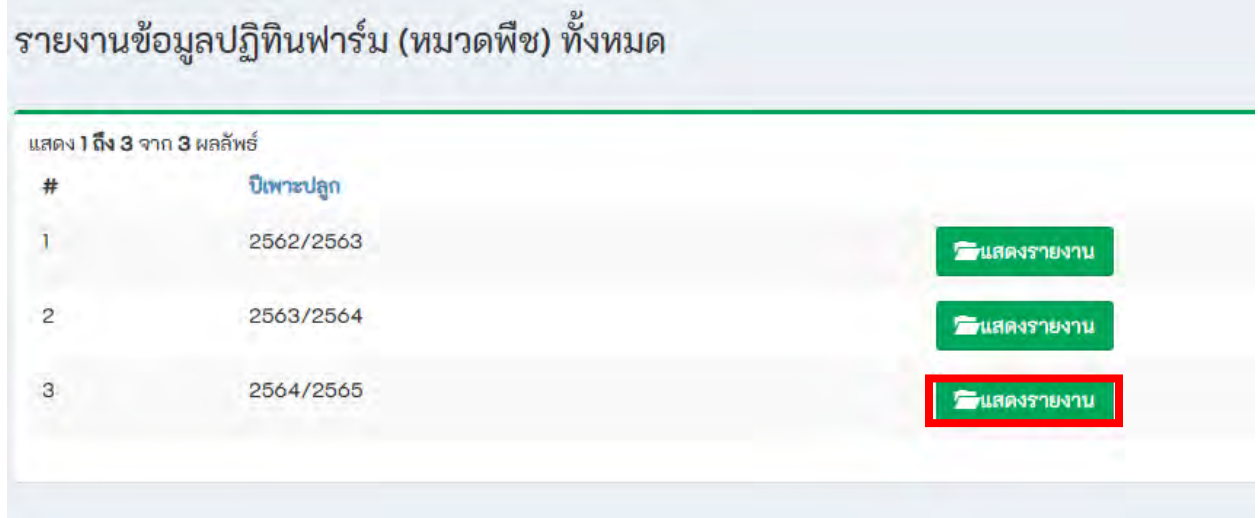 รายงานข้อมูลปฏิทินฟาร์ม (หมวดพืช) ทั้งหมด
แสดง 1 ถึง 3 จาก 3 ผลลัพธ์
# ปีเพาะปลูก
1 2562/2563 แสดงรายงาน
2 2563/2564 แสดงรายงาน
3 2564/2565 แสดงรายงาน